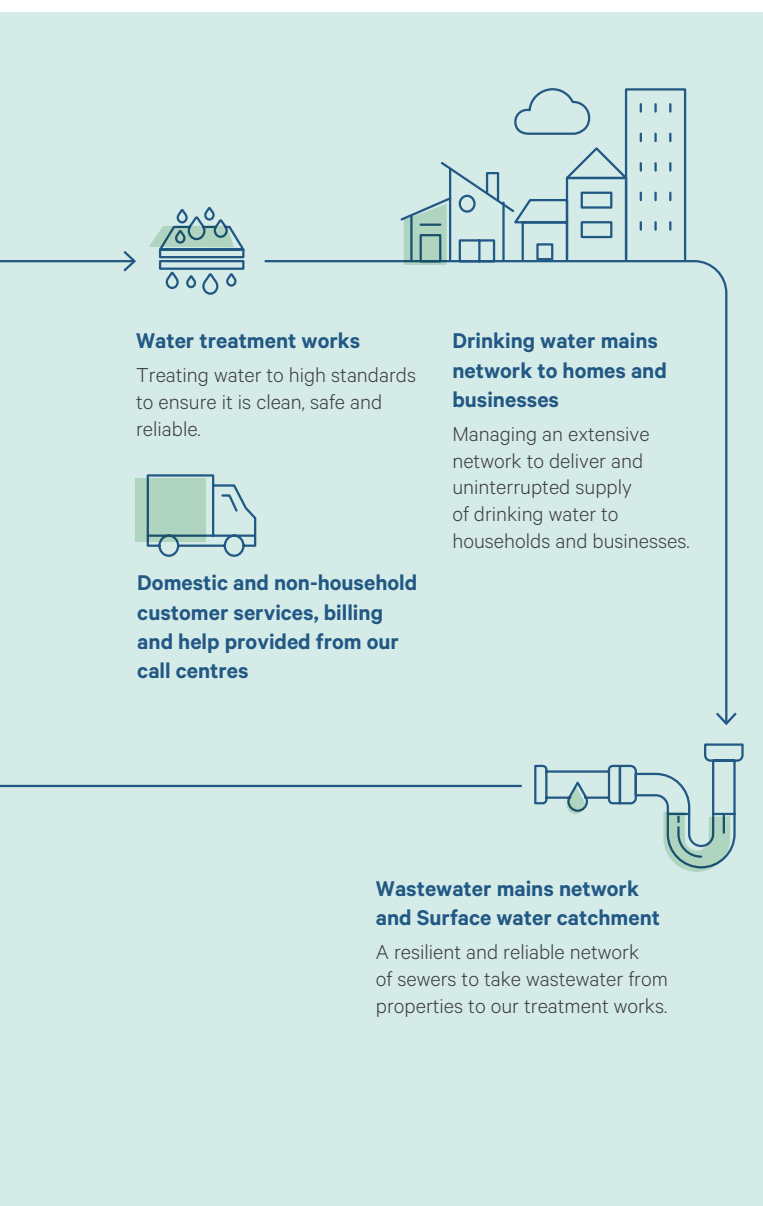 Water treatment works
Treating water to high standards
to ensure it is clean, safe and
reliable.
Domestic and non-household
customer services, billing
and help provided from our
call centres
Drinking water mains
network to homes and
businesses
Managing an extensive
network to deliver and
uninterrupted supply
of drinking water to
households and businesses.
Wastewater mains network
and Surface water catchment
A resilient and reliable network
of sewers to take wastewater from
properties to our treatment works.